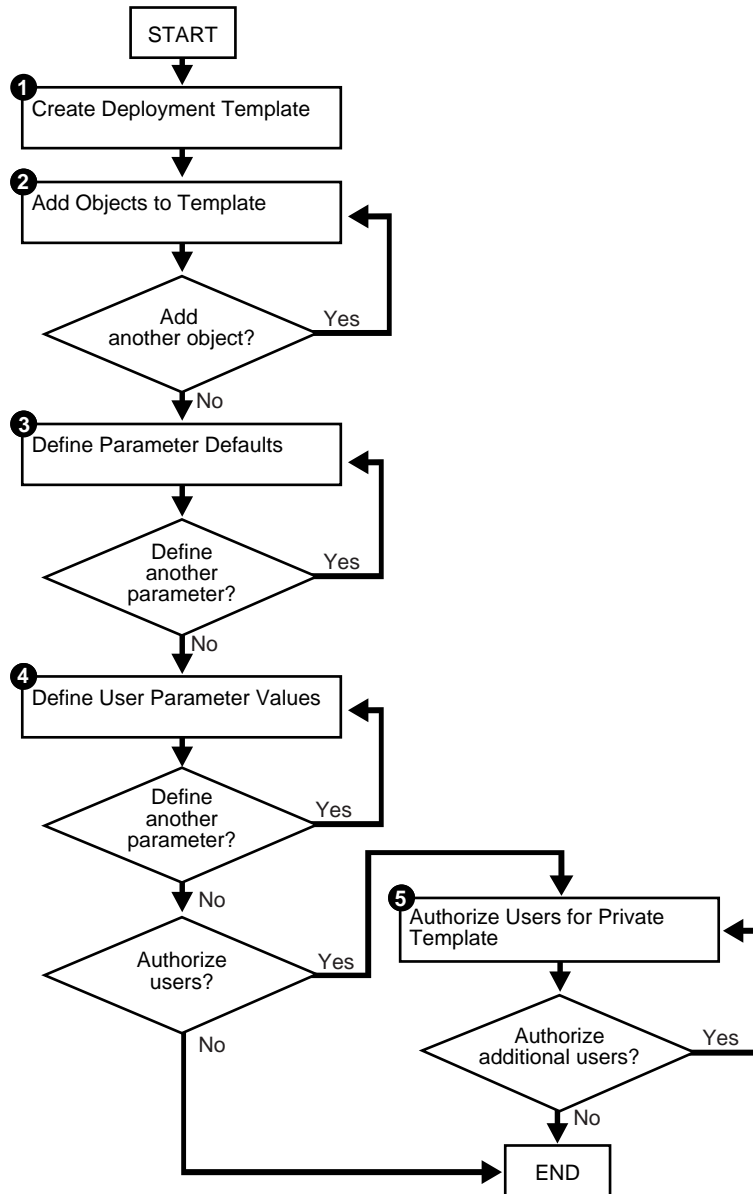 START
1
Create Deployment Template
2
Add Objects to Template
Add
another object?
Yes
No
3
Define Parameter Defaults
Define
another
parameter?
Yes
No
4
Define User Parameter Values
Define
another
parameter?
Yes
No
Authorize
users?
Yes
No
5
Authorize Users for Private
Template
Authorize
additional users?
Yes
No
END